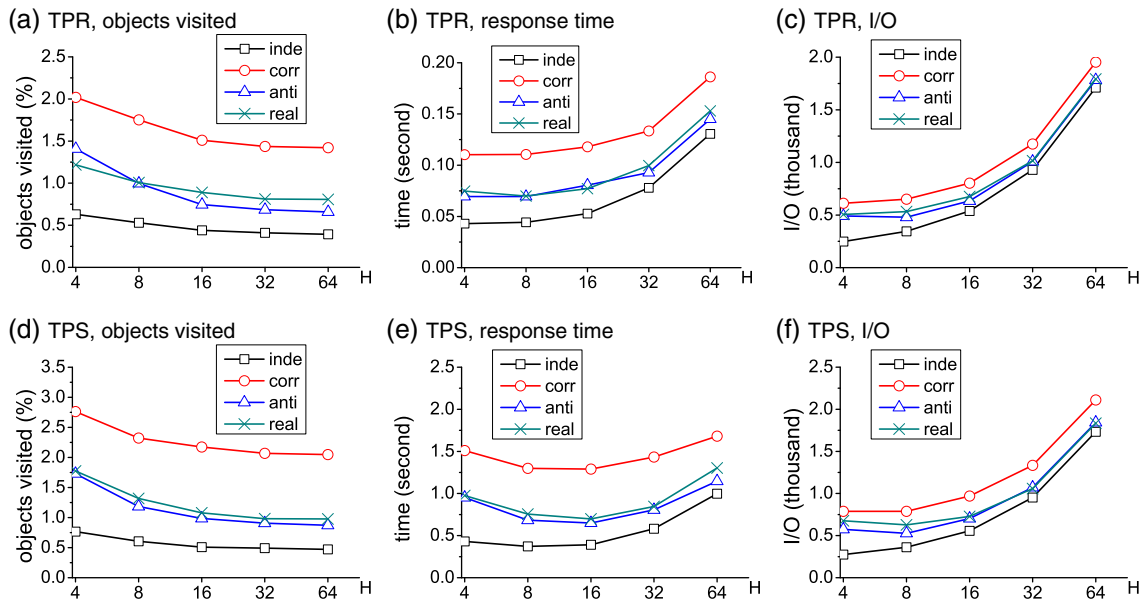 (a) TPR, objects visited
objects visited (%)
2.5
2.0
1.5
1.0
0.5
0.0
4 8 16 32 64 H
inde
corr
anti
real
(b) TPR, response time
time (second)
0.20
0.15
0.10
0.05
0.00
4 8 16 32 64 H
inde
corr
anti
real
(c) TPR, I/O
I/O (thousand)
2.0
1.5
1.0
0.5
0.0
4 8 16 32 64 H
inde
corr
anti
real
(d) TPS, objects visited
objects visited (%)
3.5
3.0
2.5
2.0
1.5
1.0
0.5
0.0
4 8 16 32 64 H
inde
corr
anti
real
(e) TPS, response time
time (second)
2.5
2.0
1.5
1.0
0.5
0.0
4 8 16 32 64 H
inde
corr
anti
real
(f) TPS, I/O
I/O (thousand)
2.5
2.0
1.5
1.0
0.5
0.0
4 8 16 32 64 H
inde
corr
anti
real